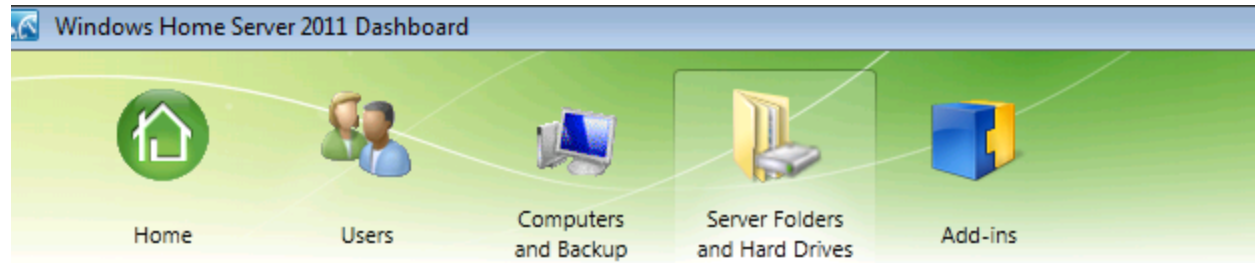 Windows Home Server 2011 Dashboard
Home
Users
Computers
and Backup
Server Folders
and Hard Drives
Add-ins